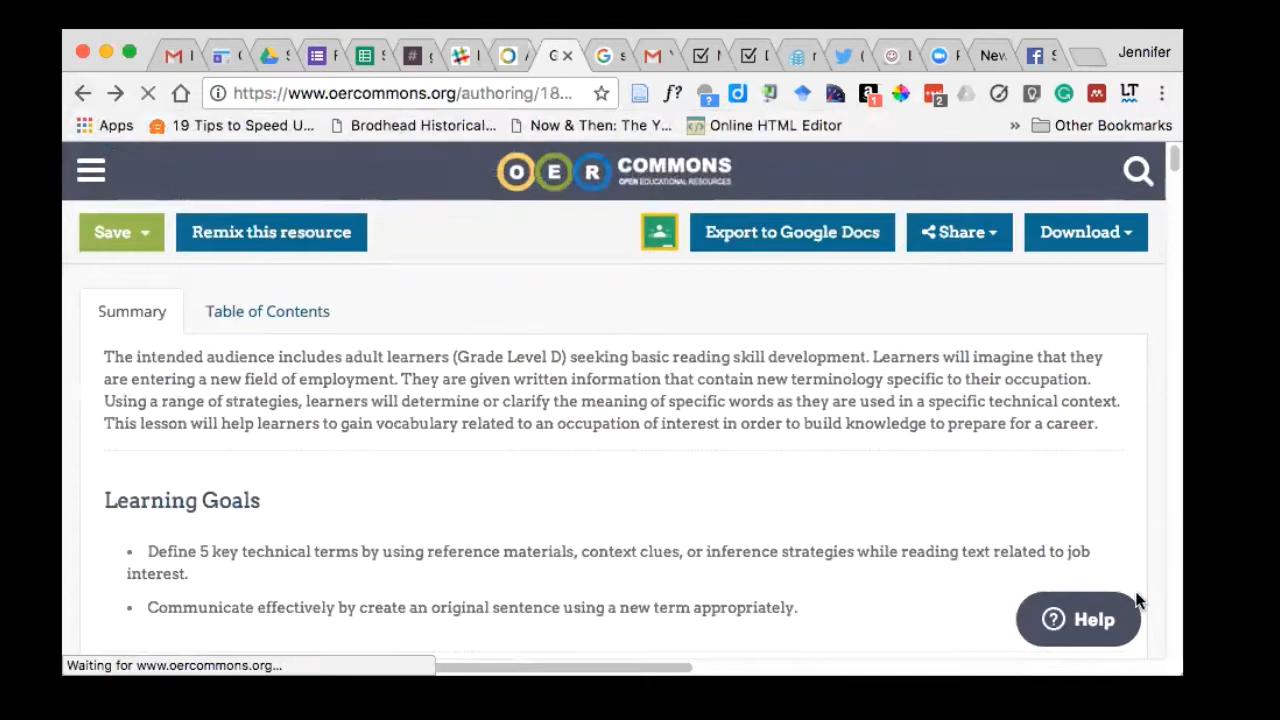 Jennifer
New
https://www.oercommons.org/authoring/18...
Apps
19 Tips to Speed U...
Brodhead Historical...
Now & Then: The Y...
Online HTML Editor
» Other Bookmarks
OER COMMONS
OPEN EDUCATIONAL RESOURCES
Save
Remix this resource
Export to Google Docs
Share
Download
Summary
Table of Contents
The intended audience includes adult learners (Grade Level D) seeking basic reading skill development. Learners will imagine that they
are entering a new field of employment. They are given written information that contain new terminology specific to their occupation.
Using a range of strategies, learners will determine or clarify the meaning of specific words as they are used in a specific technical context.
This lesson will help learners to gain vocabulary related to an occupation of interest in order to build knowledge to prepare for a career.
Learning Goals
• Define 5 key technical terms by using reference materials, context clues, or inference strategies while reading text related to job
interest.
• Communicate effectively by create an original sentence using a new term appropriately.
Help
Waiting for www.oercommons.org...